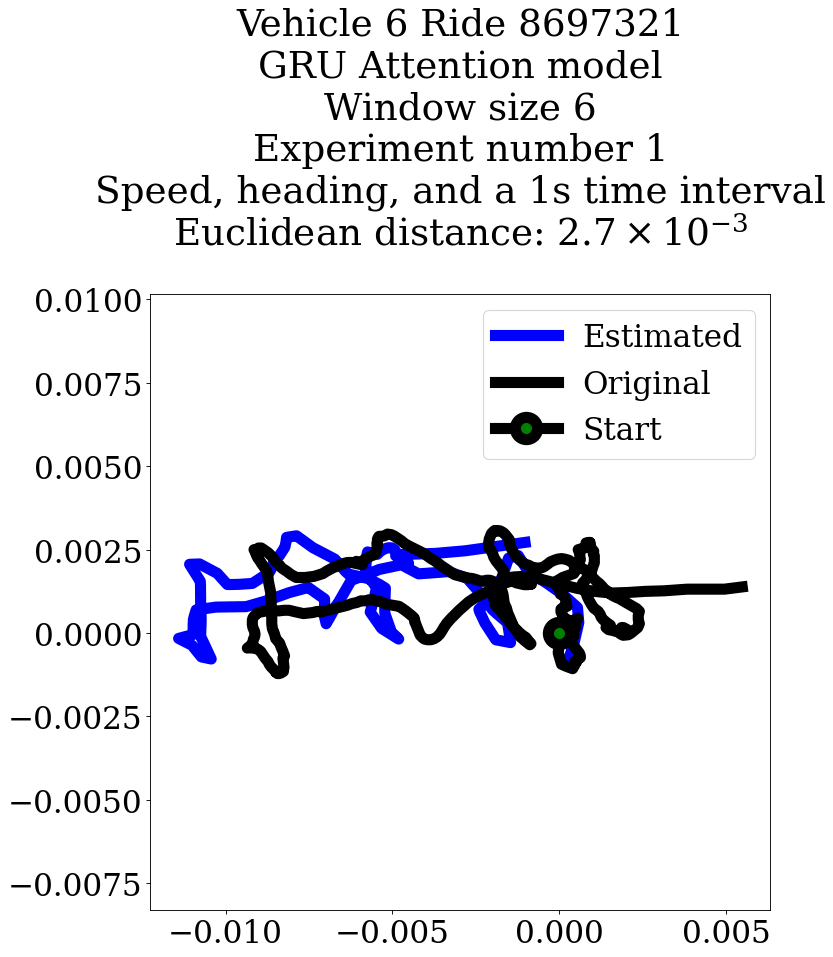 Vehicle 6 Ride 8697321
GRU Attention model
Window size 6
Experiment number 1
Speed, heading, and a 1s time interval
Euclidean distance: 2.7 × 10⁻³
0.0100
0.0075
0.0050
0.0025
0.0000
−0.0025
−0.0050
−0.0075
Estimated
Original
Start
−0.010
−0.005
0.000
0.005